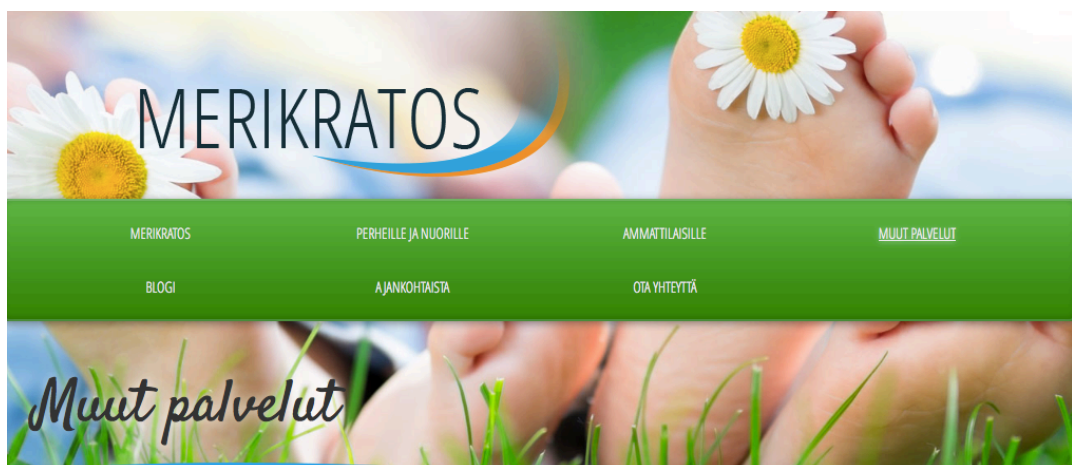 MERIKRATOS
MERIKRATOS PERHEILLE JA NUORILLE AMMATTILAISILLE MUUT PALVELUT
BLOGI AJANKOHTAISTA OTA YHTEYTTÄ
Muut palvelut